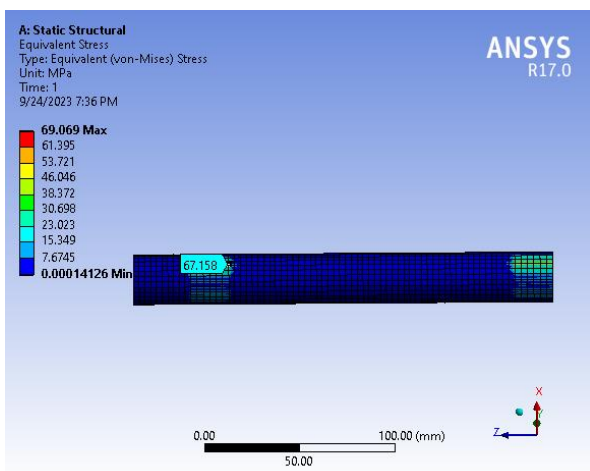 A: Static Structural
Equivalent Stress
Type: Equivalent (von-Mises) Stress
Unit: MPa
Time: 1
9/24/2023 7:36 PM
ANSYS
R17.0
69.069 Max
61.395
53.721
46.046
38.372
30.698
23.023
15.349
7.6745
0.00014126 Min
67.158
0.00
100.00 (mm)
50.00
X
Y
Z